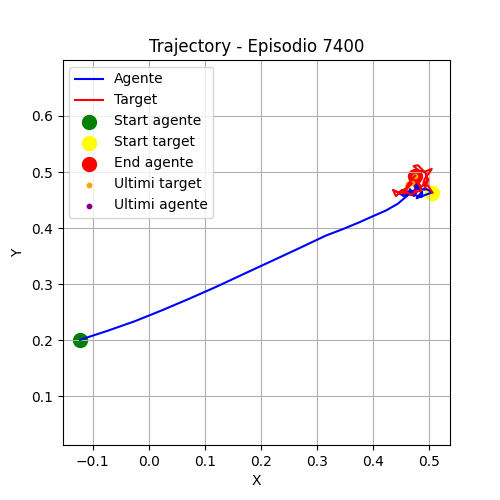 Trajectory - Episodio 7400
Agente
Target
Start agente
Start target
End agente
Ultimi target
Ultimi agente
0.6
0.5
0.4
0.3
0.2
0.1
Y
−0.1 0.0 0.1 0.2 0.3 0.4 0.5
X